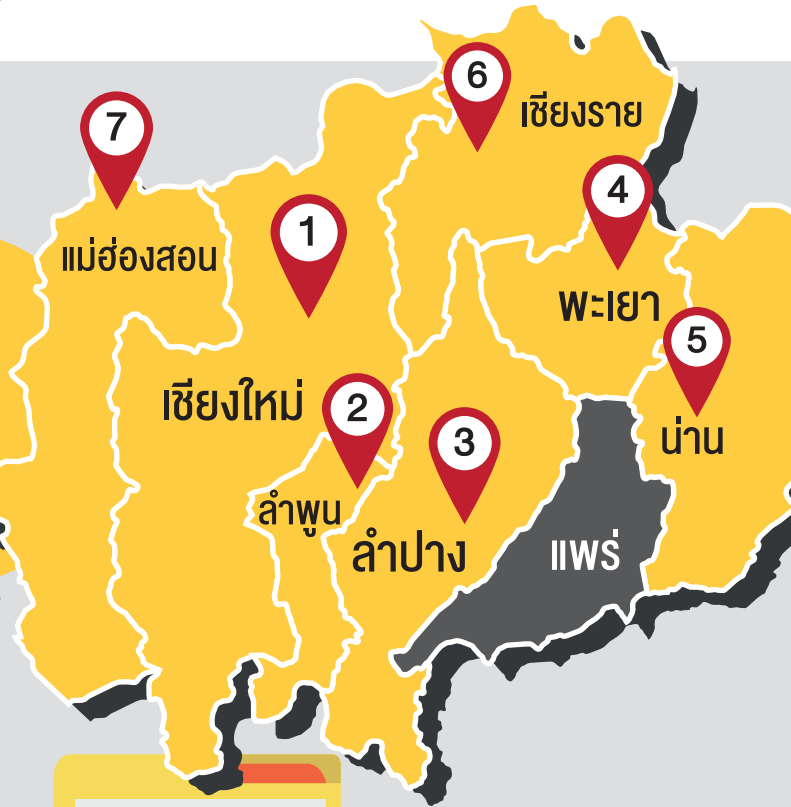 6
เชียงราย
7
4
1
แม่ฮ่องสอน
พะเยา
5
เชียงใหม่
2
3
น่าน
ลำพูน
ลำปาง
แพร่